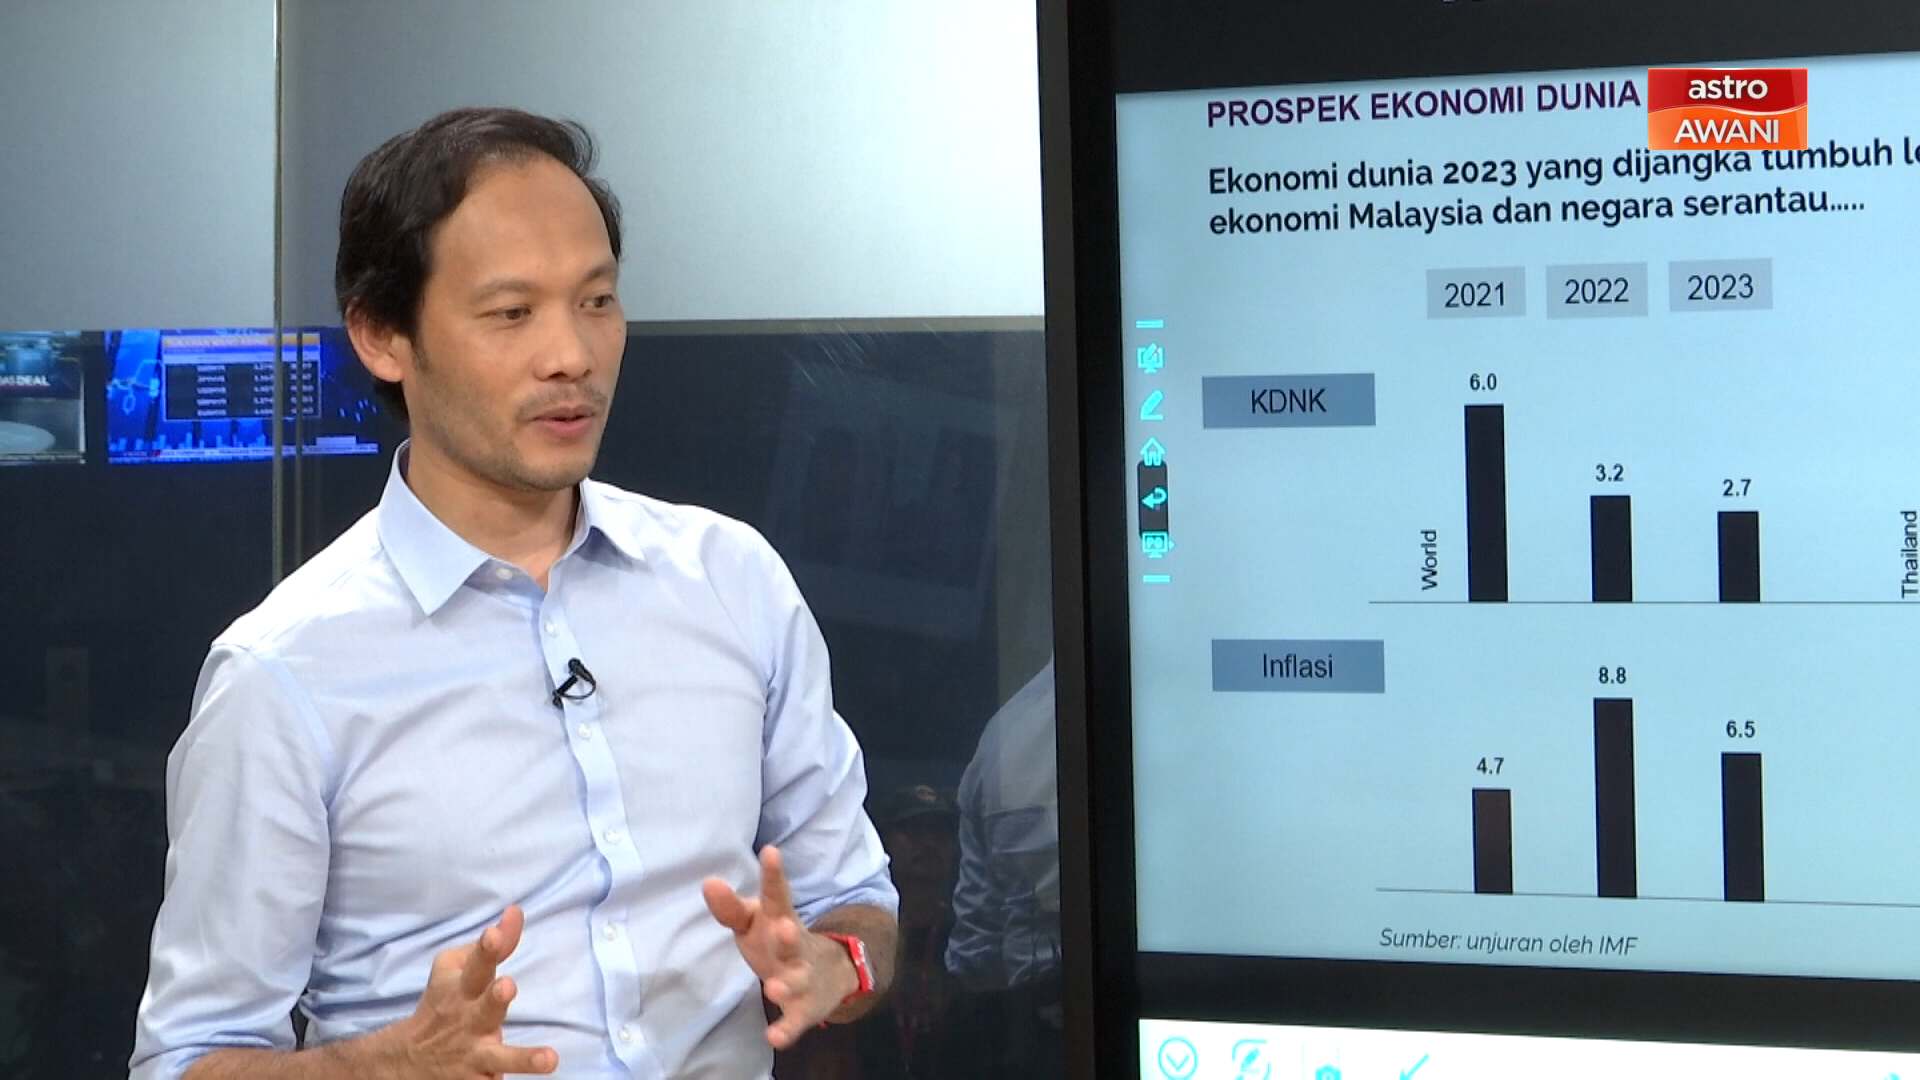 astro
AWANI
PROSPEK EKONOMI DUNIA
Ekonomi dunia 2023 yang dijangka tumbuh
ekonomi Malaysia dan negara serantau.....
2021 2022 2023
KDNK
6.0 3.2 2.7
World
Thailand
Inflasi
4.7 8.8 6.5
Sumber: unjuran oleh IMF
DEAL
PD